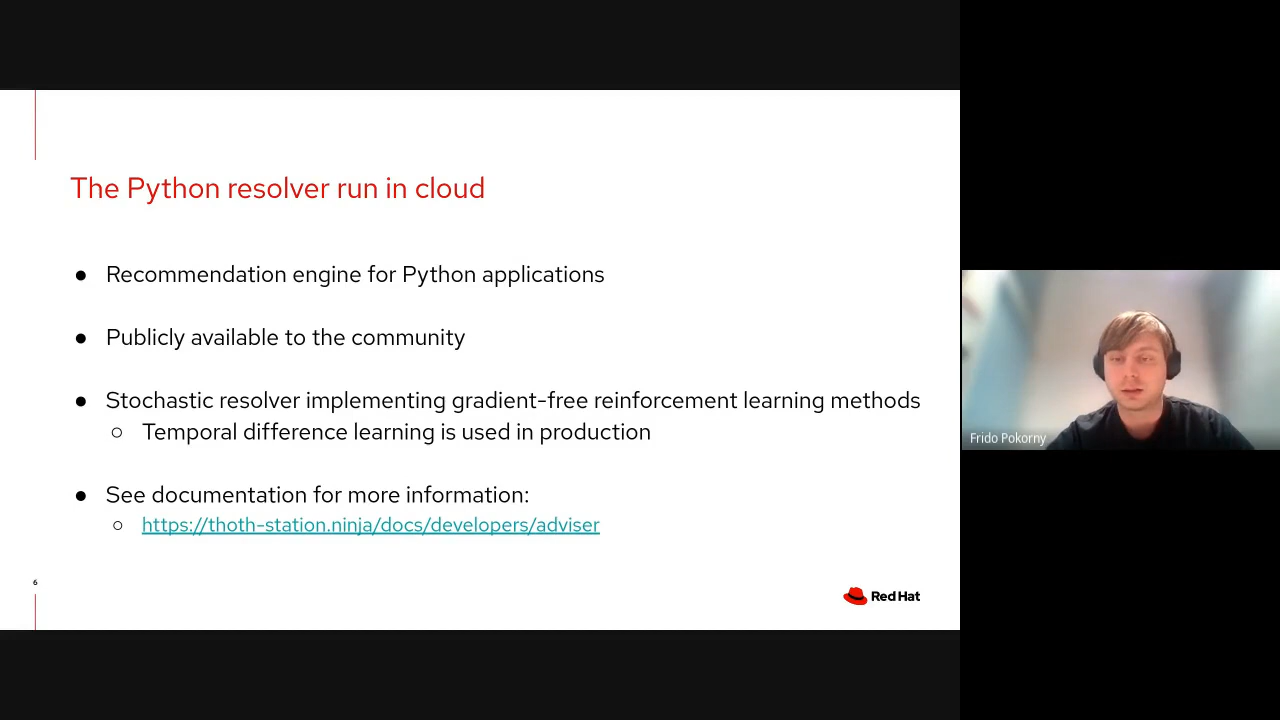 The Python resolver run in cloud
● Recommendation engine for Python applications
● Publicly available to the community
● Stochastic resolver implementing gradient-free reinforcement learning methods
○ Temporal difference learning is used in production
● See documentation for more information:
○ https://thoth-station.ninja/docs/developers/adviser
6
Red Hat
Frido Pokorny